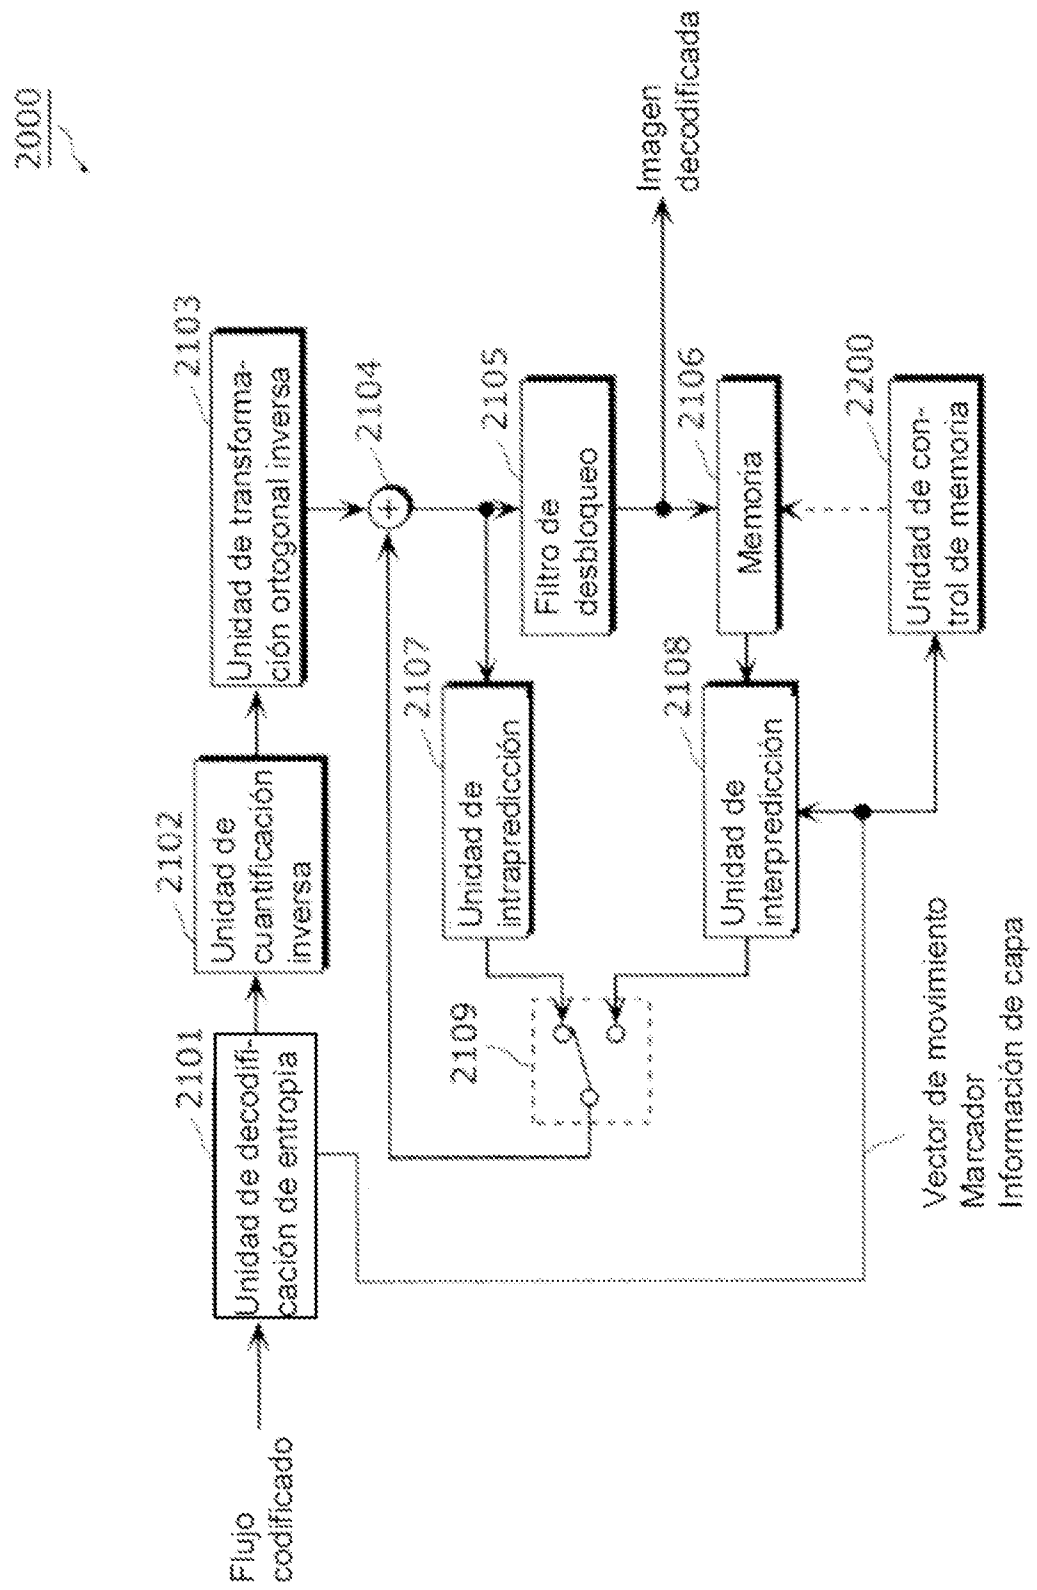 2000
Flujo
codificado
2101
Unidad de decodifi-
cación de entropia
2102
Unidad de
cuantificación
inversa
2103
Unidad de transforma-
ción ortogonal inversa
2104
+
2105
Filtro de
desbloqueo
2107
Unidad de
intrapredicción
2109
2106
Memoria
2108
Unidad de
interpredicción
Imagen
decodificada
2200
Unidad de con-
trol de memoria
Vector de movimiento
Marcador
Información de capa